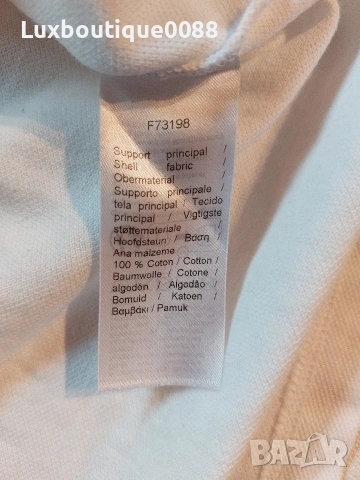 Luxboutique0088
F73198
Support principal /
Shell fabric /
Obermaterial /
Supporto principale /
tela principal / Tecido
principal / Vigtigste
støttemateriale /
Hoofdsteun / Βάση /
Ana malzeme
100 % Coton / Cotton /
Baumwolle / Cotone /
algodón / Algodão /
Bomuld / Katoen /
Βαμβάκι / Pamuk
BAZAR